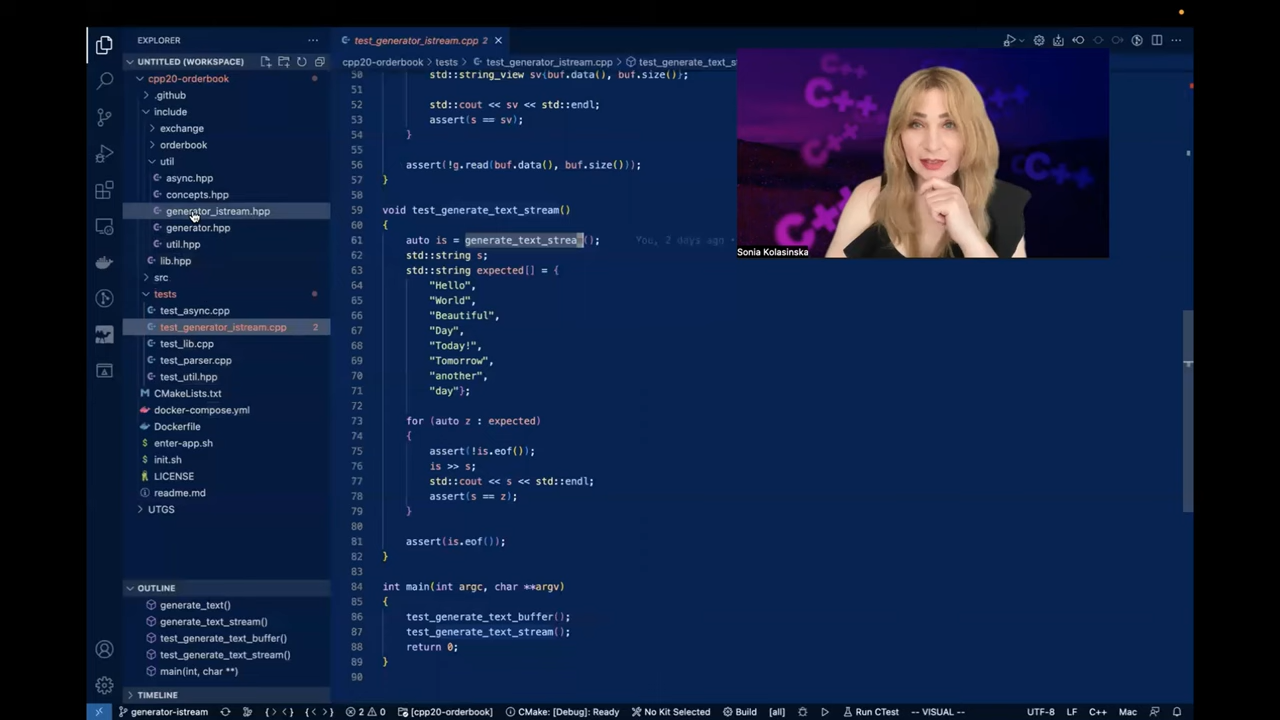 EXPLORER
UNTITLED (WORKSPACE)
cpp20-orderbook
.github
include
exchange
orderbook
util
async.hpp
concepts.hpp
generator_istream.hpp
generator.hpp
util.hpp
lib.hpp
src
tests
test_async.cpp
test_generator_istream.cpp 2
test_lib.cpp
test_parser.cpp
test_util.hpp
CMakeLists.txt
docker-compose.yml
Dockerfile
enter-app.sh
init.sh
LICENSE
readme.md
UTGS
OUTLINE
generate_text()
generate_text_stream()
test_generate_text_buffer()
test_generate_text_stream()
main(int, char **)
TIMELINE
test_generator_istream.cpp 2
cpp20-orderbook > tests > test_generator_istream.cpp > test_generate_text_s
50 std::string_view sv{buf.data(), buf.size()};
51
52 std::cout << sv << std::endl;
53 assert(s == sv);
54 }
55
56 assert(!g.read(buf.data(), buf.size()));
57 }
58
59 void test_generate_text_stream()
60 {
61 auto is = generate_text_stream(); You, 2 days ago •
62 std::string s;
63 std::string expected[] = {
64 "Hello",
65 "World",
66 "Beautiful",
67 "Day",
68 "Today!",
69 "Tomorrow",
70 "another",
71 "day"};
72
73 for (auto z : expected)
74 {
75 assert(!is.eof());
76 is >> s;
77 std::cout << s << std::endl;
78 assert(s == z);
79 }
80
81 assert(is.eof());
82 }
83
84 int main(int argc, char **argv)
85 {
86 test_generate_text_buffer();
87 test_generate_text_stream();
88 return 0;
89 }
90
C++
C++
C++
C++
Sonia Kolasinska
generator-istream 2 0 [cpp20-orderbook] CMake: [Debug]: Ready No Kit Selected Build [all] Run CTest -- VISUAL -- UTF-8 LF C++ Mac